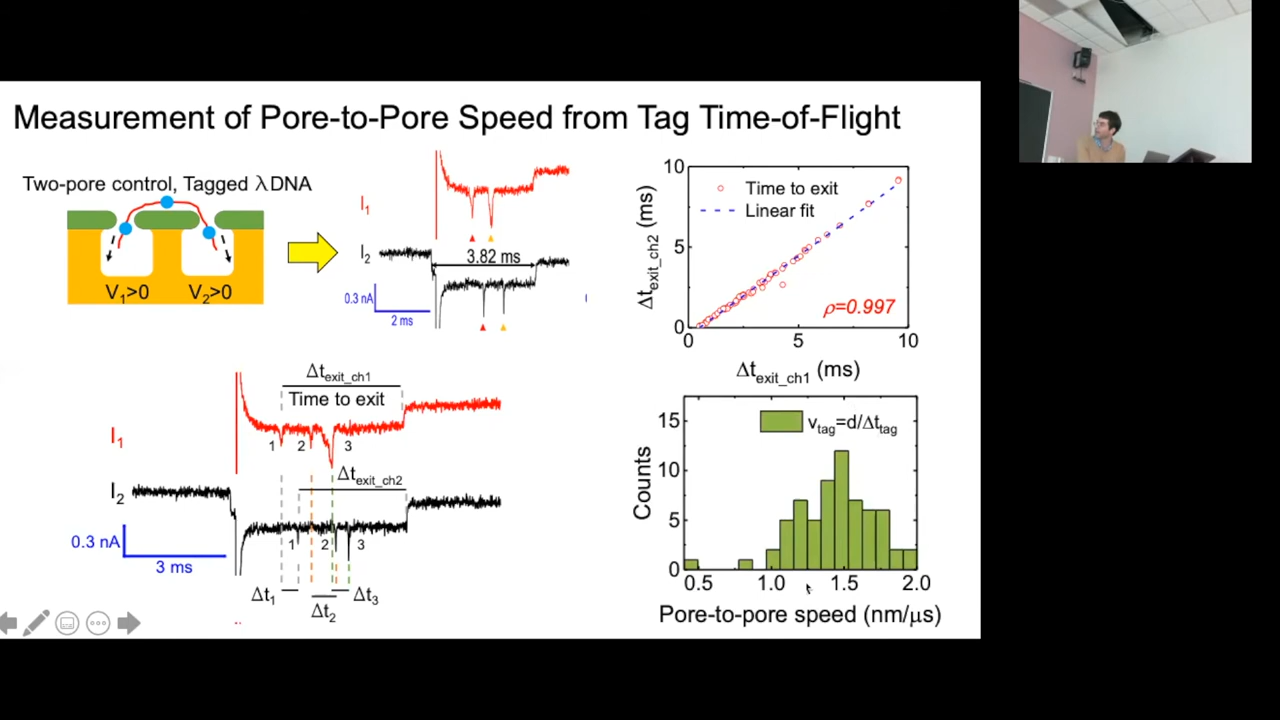 Measurement of Pore-to-Pore Speed from Tag Time-of-Flight
Two-pore control, Tagged λDNA
V1>0
V2>0
I1
I2
3.82 ms
0.3 nA
2 ms
Δtexit_ch1
Time to exit
I1
1 2 3
Δtexit_ch2
I2
1 2 3
0.3 nA
3 ms
Δt1
Δt2
Δt3
10
5
0
Δtexit_ch2 (ms)
Time to exit
Linear fit
ρ=0.997
0 5 10
Δtexit_ch1 (ms)
15
10
5
0
Counts
vtag=d/Δttag
0.5 1.0 1.5 2.0
Pore-to-pore speed (nm/μs)